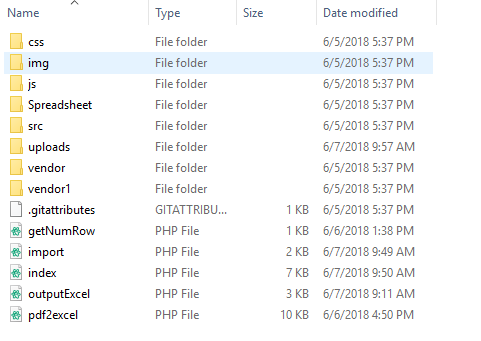 Name Type Size Date modified
css File folder 6/5/2018 5:37 PM
img File folder 6/5/2018 5:37 PM
js File folder 6/5/2018 5:37 PM
Spreadsheet File folder 6/5/2018 5:37 PM
src File folder 6/5/2018 5:37 PM
uploads File folder 6/7/2018 9:57 AM
vendor File folder 6/5/2018 5:37 PM
vendor1 File folder 6/5/2018 5:37 PM
.gitattributes GITATTRIBU... 1 KB 6/5/2018 5:37 PM
getNumRow PHP File 1 KB 6/6/2018 1:38 PM
import PHP File 2 KB 6/7/2018 9:49 AM
index PHP File 7 KB 6/7/2018 9:50 AM
outputExcel PHP File 3 KB 6/7/2018 9:11 AM
pdf2excel PHP File 10 KB 6/6/2018 4:50 PM